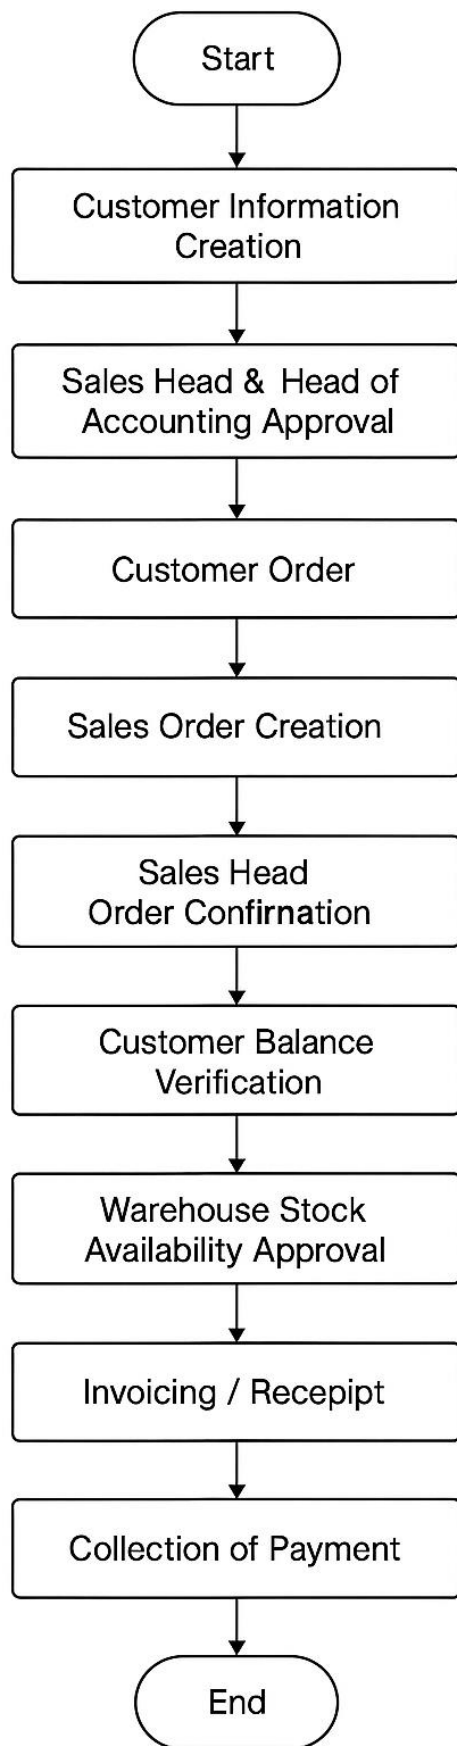 Start
Customer Information
Creation
Sales Head & Head of
Accounting Approval
Customer Order
Sales Order Creation
Sales Head
Order Confirnation
Customer Balance
Verification
Warehouse Stock
Availability Approval
Invoicing / Recepipt
Collection of Payment
End